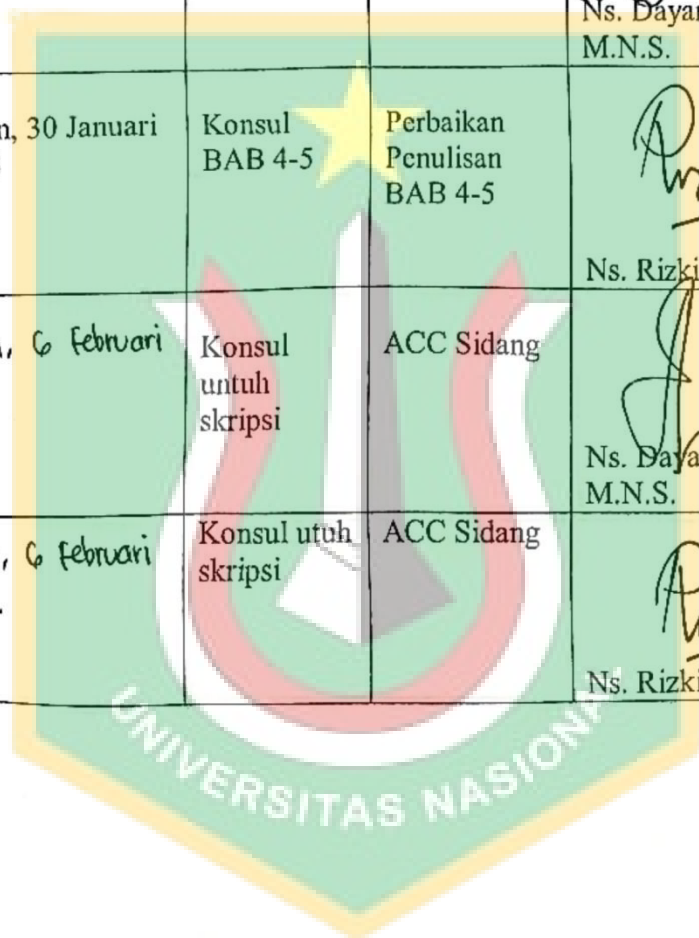 Ns. Dayan
M.N.S.
n, 30 Januari
Konsul
BAB 4-5
Perbaikan
Penulisan
BAB 4-5
Ns. Rizki
6 Februari
Konsul
untuh
skripsi
ACC Sidang
Ns. Daya
M.N.S.
6 Februari
Konsul utuh
skripsi
ACC Sidang
Ns. Rizki
UNIVERSITAS NASIONAL